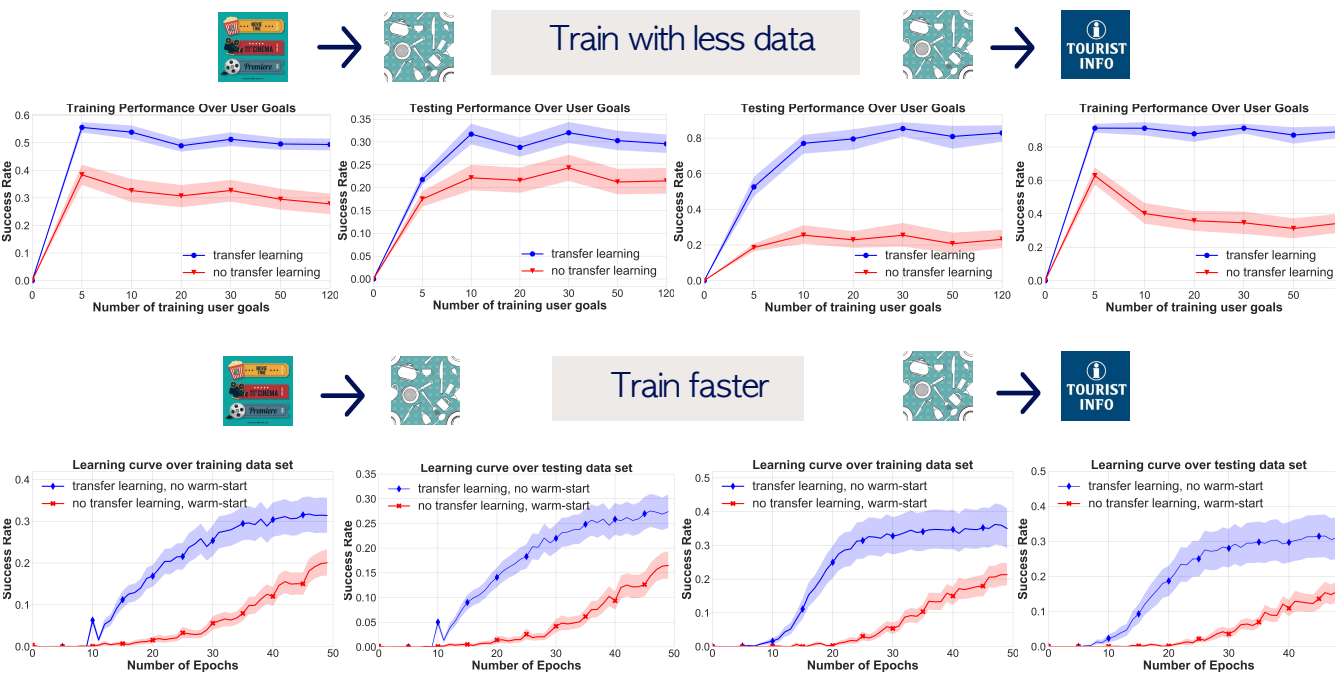 MOVIE
TIME
CINEMA
Premiere
Train with less data
i
TOURIST
INFO
Training Performance Over User Goals
Success Rate
0.6
0.5
0.4
0.3
0.2
0.1
0.0
transfer learning
no transfer learning
0 5 10 20 30 50 120
Number of training user goals
Testing Performance Over User Goals
Success Rate
0.35
0.30
0.25
0.20
0.15
0.10
0.05
0.00
transfer learning
no transfer learning
0 5 10 20 30 50 120
Number of training user goals
Testing Performance Over User Goals
Success Rate
0.8
0.6
0.4
0.2
0.0
transfer learning
no transfer learning
0 5 10 20 30 50 120
Number of training user goals
Training Performance Over User Goals
Success Rate
0.8
0.6
0.4
0.2
0.0
transfer learning
no transfer learning
0 5 10 20 30 50
Number of training user goals
MOVIE
TIME
CINEMA
Premiere
Train faster
i
TOURIST
INFO
Learning curve over training data set
transfer learning, no warm-start
no transfer learning, warm-start
Success Rate
0.4
0.3
0.2
0.1
0.0
0 10 20 30 40 50
Number of Epochs
Learning curve over testing data set
transfer learning, no warm-start
no transfer learning, warm-start
Success Rate
0.35
0.30
0.25
0.20
0.15
0.10
0.05
0.00
0 10 20 30 40 50
Number of Epochs
Learning curve over training data set
transfer learning, no warm-start
no transfer learning, warm-start
Success Rate
0.5
0.4
0.3
0.2
0.1
0.0
0 10 20 30 40 50
Number of Epochs
Learning curve over testing data set
transfer learning, no warm-start
no transfer learning, warm-start
Success Rate
0.5
0.4
0.3
0.2
0.1
0.0
0 10 20 30 40
Number of Epochs